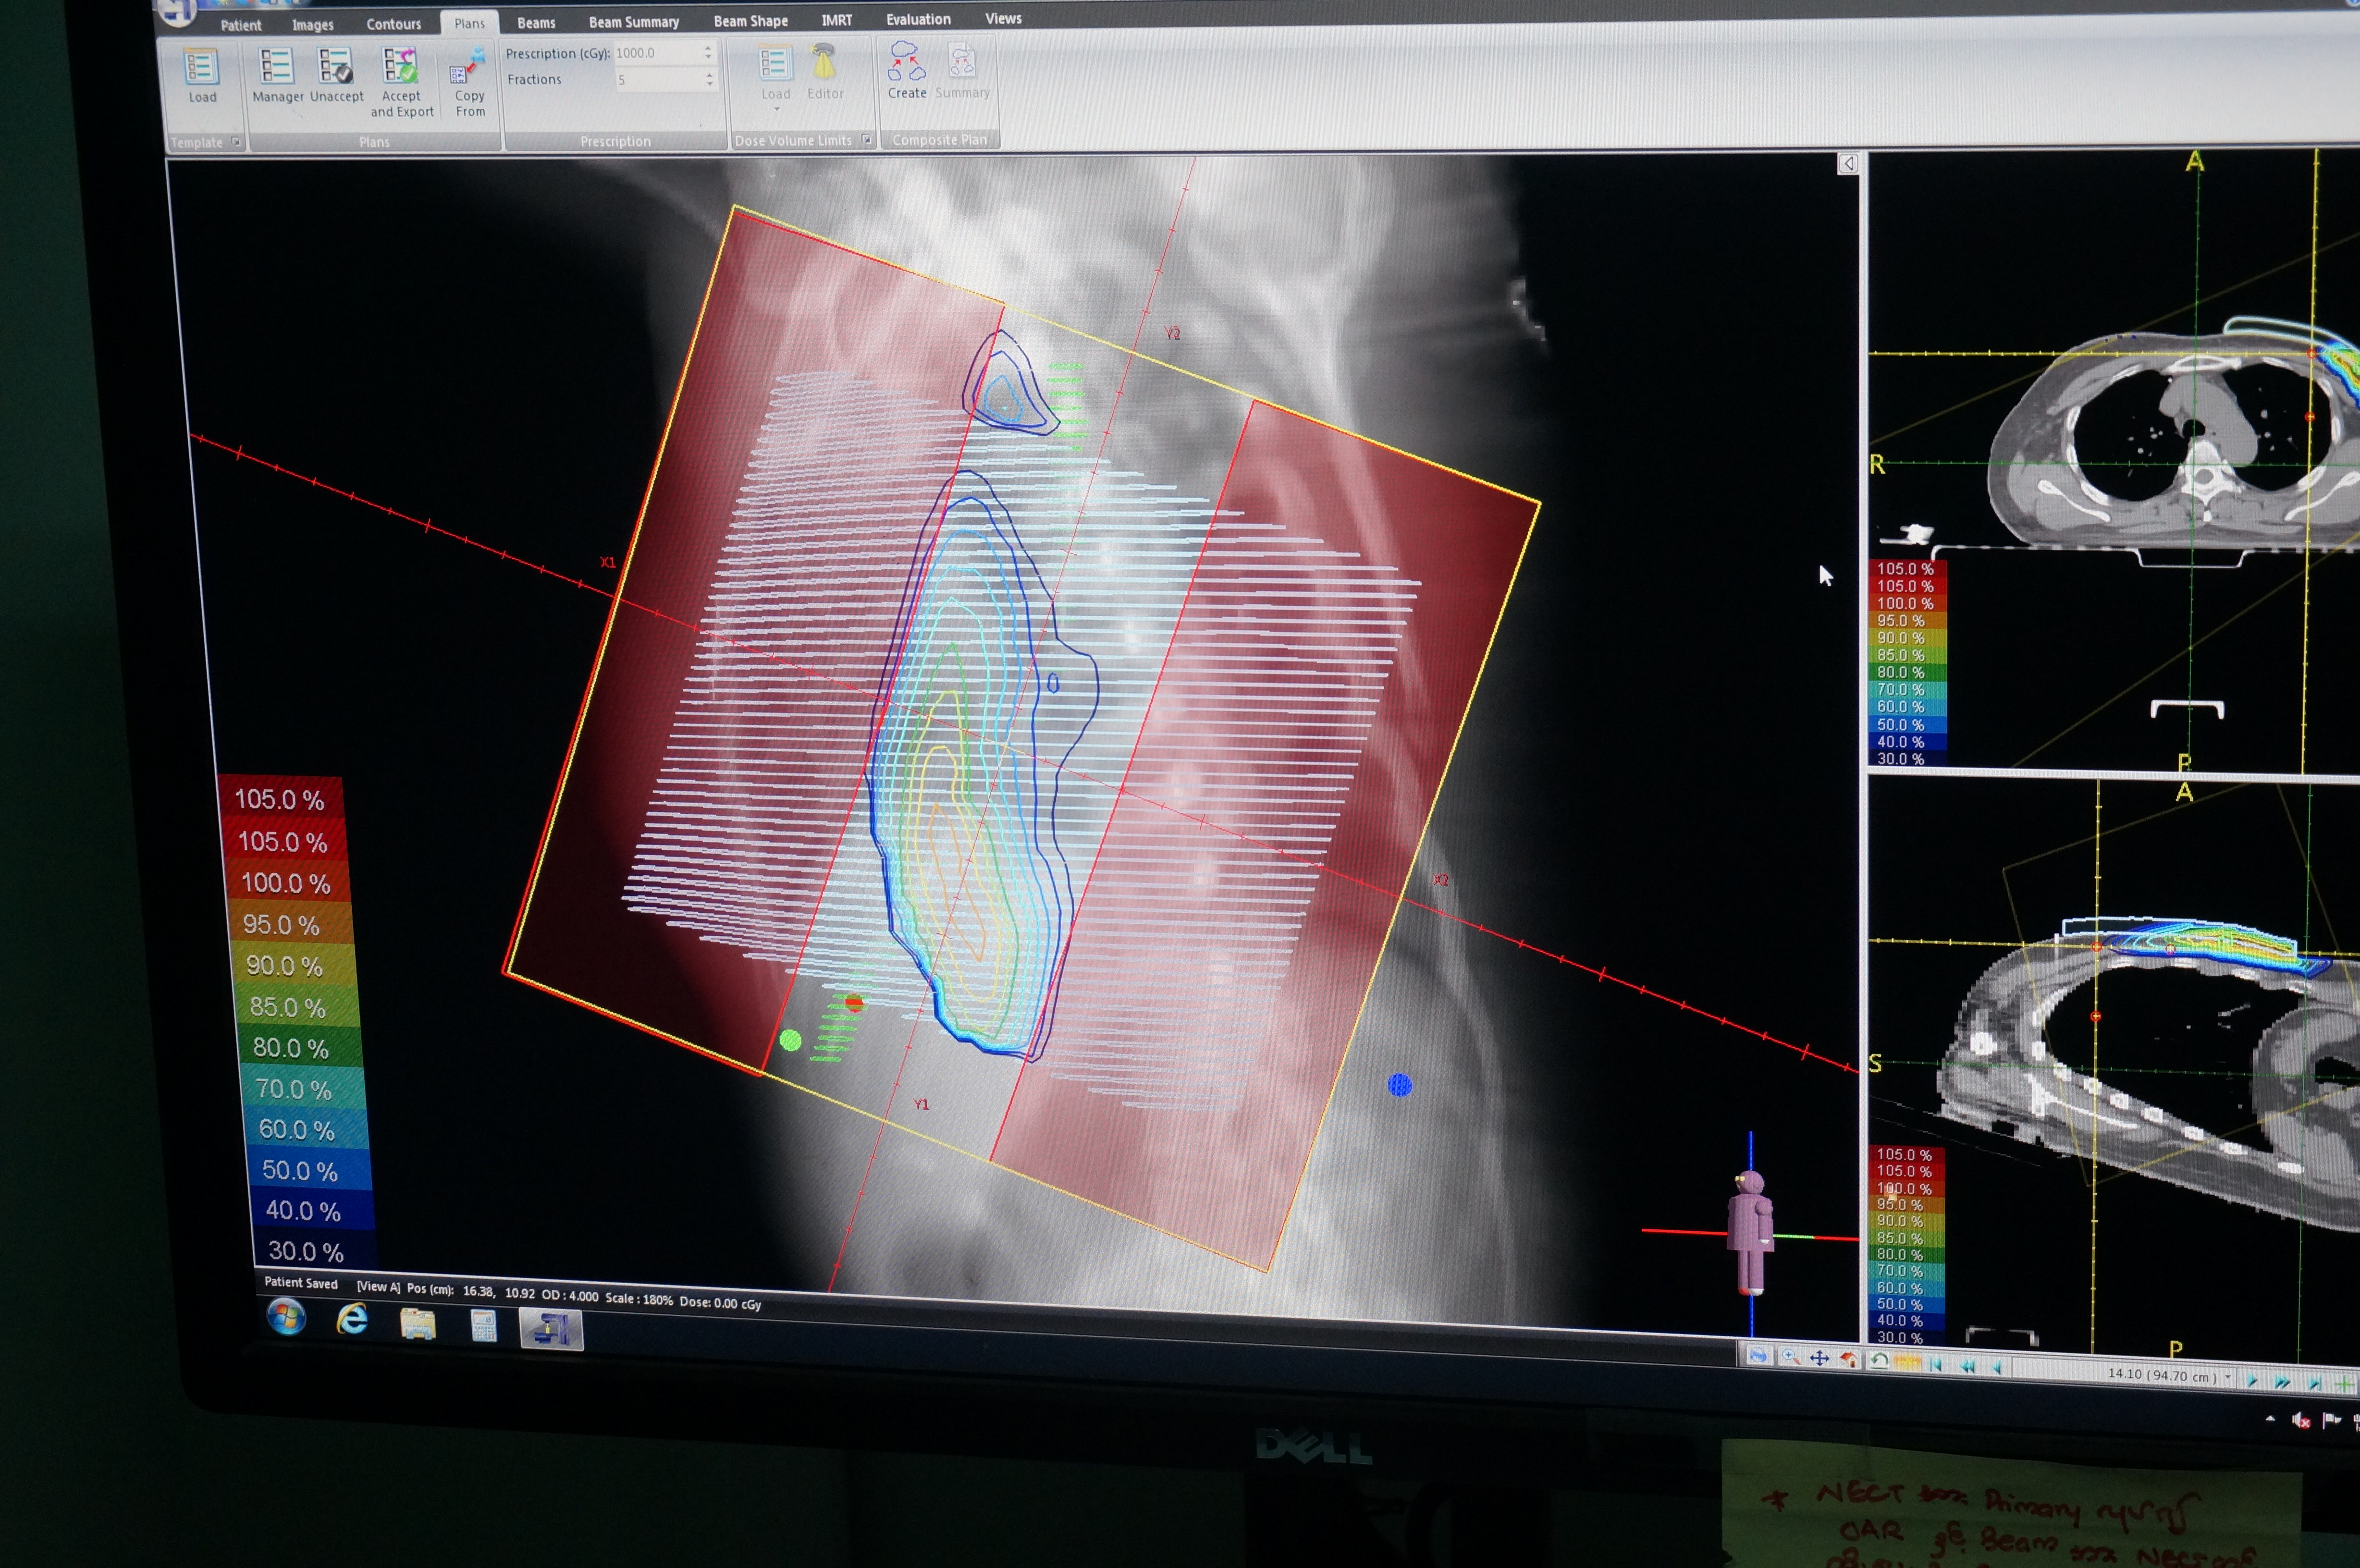 Patient Images Contours Plans Beams Beam Summary Beam Shape IMRT Evaluation Views
Load
Manager Unaccept Accept and Export Copy From
Prescription (cGy): 1000.0
Fractions 5
Load Editor
Create Summary
Template Plans Prescription Dose Volume Limits Composite Plan
Y2
X1
X2
Y1
105.0 %
105.0 %
100.0 %
95.0 %
90.0 %
85.0 %
80.0 %
70.0 %
60.0 %
50.0 %
40.0 %
30.0 %
A
R
P
105.0 %
105.0 %
100.0 %
95.0 %
90.0 %
85.0 %
80.0 %
70.0 %
60.0 %
50.0 %
40.0 %
30.0 %
A
S
P
105.0 %
105.0 %
100.0 %
95.0 %
90.0 %
85.0 %
80.0 %
70.0 %
60.0 %
50.0 %
40.0 %
30.0 %
Patient Saved [View A] Pos (cm): 16.38, 10.92 OD : 4.000 Scale : 180% Dose: 0.00 cGy
14.10 ( 94.70 cm )
DELL
* NECT Primary
OAR Beam NECT